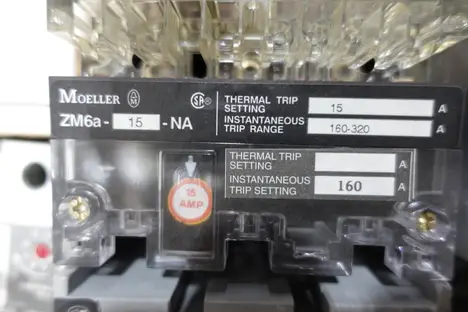 MOELLER
SA
ZM6a - 15 - NA
THERMAL TRIP
SETTING
15
A
INSTANTANEOUS
TRIP RANGE
160-320
A
THERMAL TRIP
SETTING
A
INSTANTANEOUS
TRIP SETTING
160
A
15
AMP